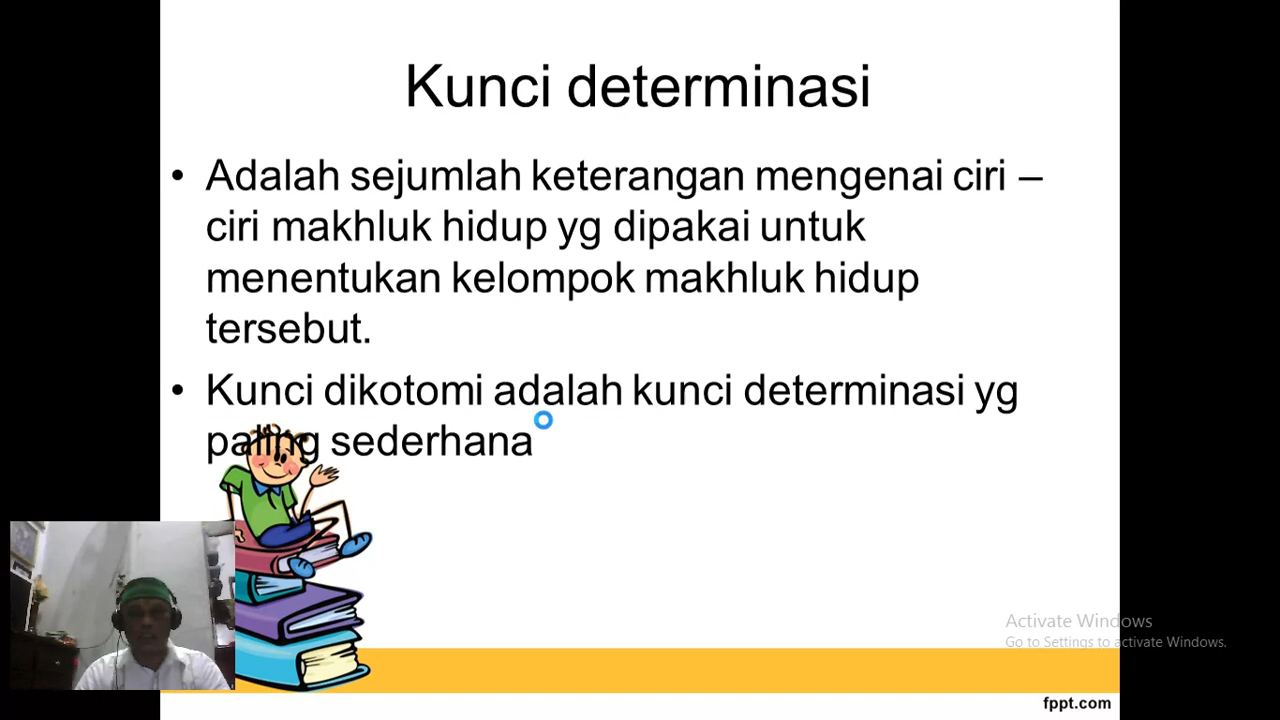 Kunci determinasi
• Adalah sejumlah keterangan mengenai ciri –
ciri makhluk hidup yg dipakai untuk
menentukan kelompok makhluk hidup
tersebut.
• Kunci dikotomi adalah kunci determinasi yg
paling sederhana
Activate Windows
Go to Settings to activate Windows.
fppt.com